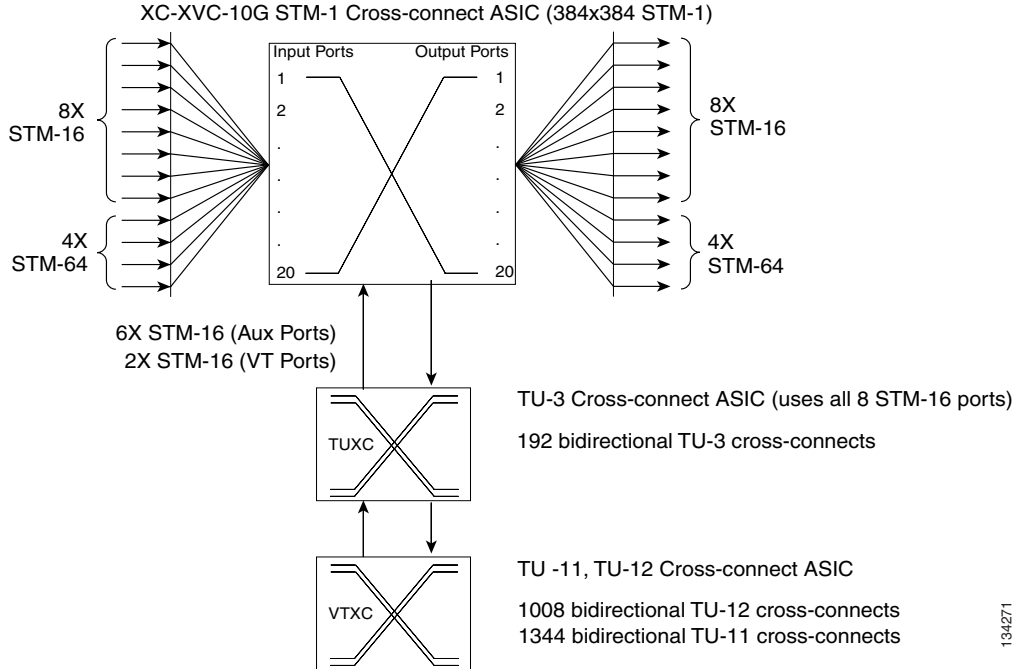 XC-XVC-10G STM-1 Cross-connect ASIC (384x384 STM-1)
Input Ports
Output Ports
1
1
2
2
.
.
.
.
.
.
.
.
20
20
8X
STM-16
4X
STM-64
8X
STM-16
4X
STM-64
6X STM-16 (Aux Ports)
2X STM-16 (VT Ports)
TUXC
TU-3 Cross-connect ASIC (uses all 8 STM-16 ports)
192 bidirectional TU-3 cross-connects
VTXC
TU -11, TU-12 Cross-connect ASIC
1008 bidirectional TU-12 cross-connects
1344 bidirectional TU-11 cross-connects
134271